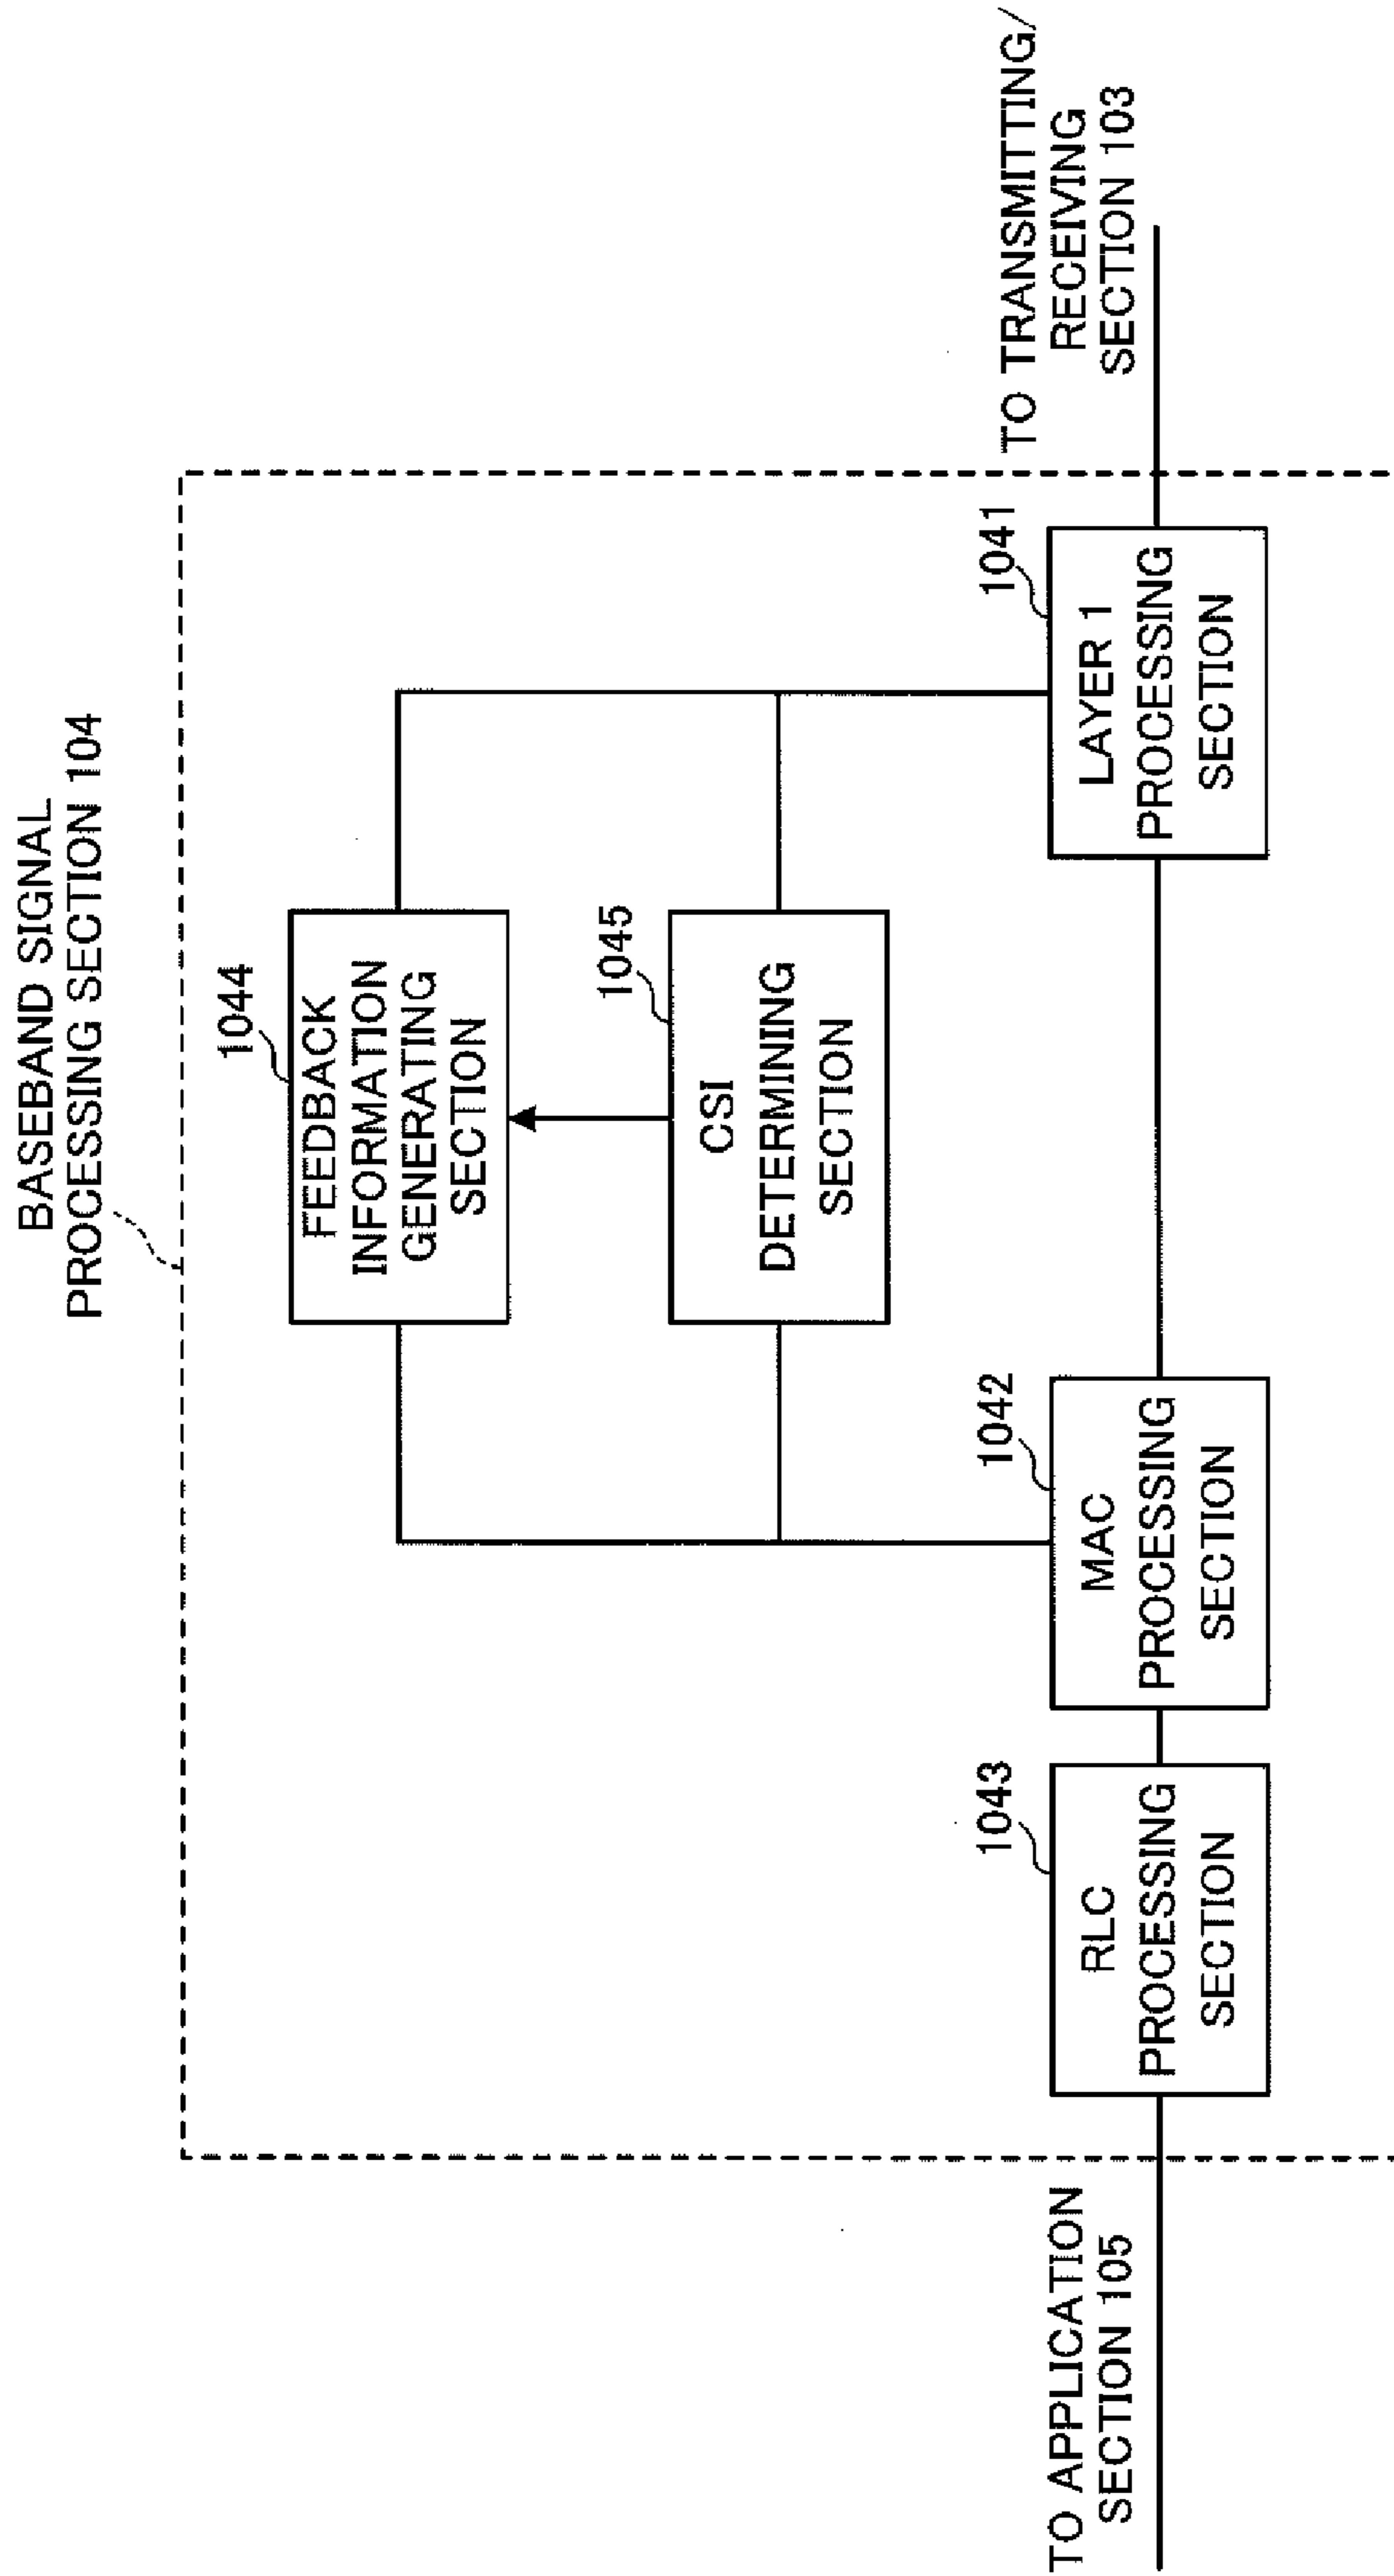 BASEBAND SIGNAL
PROCESSING SECTION 104
1044
FEEDBACK
INFORMATION
GENERATING
SECTION
1045
CSI
DETERMINING
SECTION
TO APPLICATION
SECTION 105
1043
RLC
PROCESSING
SECTION
1042
MAC
PROCESSING
SECTION
1041
LAYER 1
PROCESSING
SECTION
TO TRANSMITTING/
RECEIVING
SECTION 103